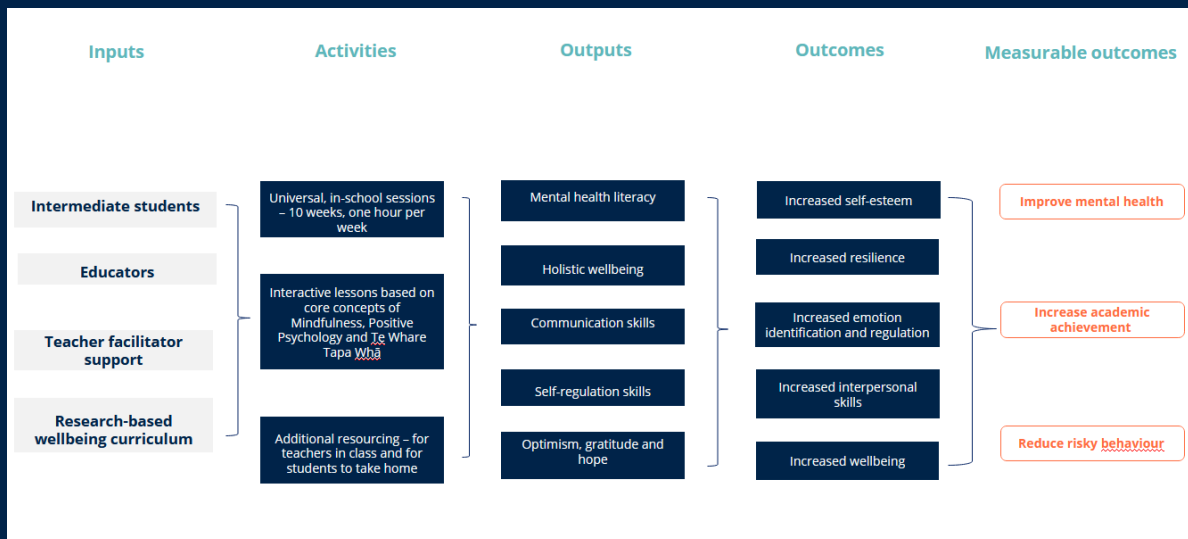 Inputs
Activities
Outputs
Outcomes
Measurable outcomes
Intermediate students
Educators
Teacher facilitator
support
Research-based
wellbeing curriculum
Universal, in-school sessions
– 10 weeks, one hour per
week
Interactive lessons based on
core concepts of
Mindfulness, Positive
Psychology and Te Whare
Tapa Whā
Additional resourcing – for
teachers in class and for
students to take home
Mental health literacy
Holistic wellbeing
Communication skills
Self-regulation skills
Optimism, gratitude and
hope
Increased self-esteem
Increased resilience
Increased emotion
identification and regulation
Increased interpersonal
skills
Increased wellbeing
Improve mental health
Increase academic
achievement
Reduce risky behaviour